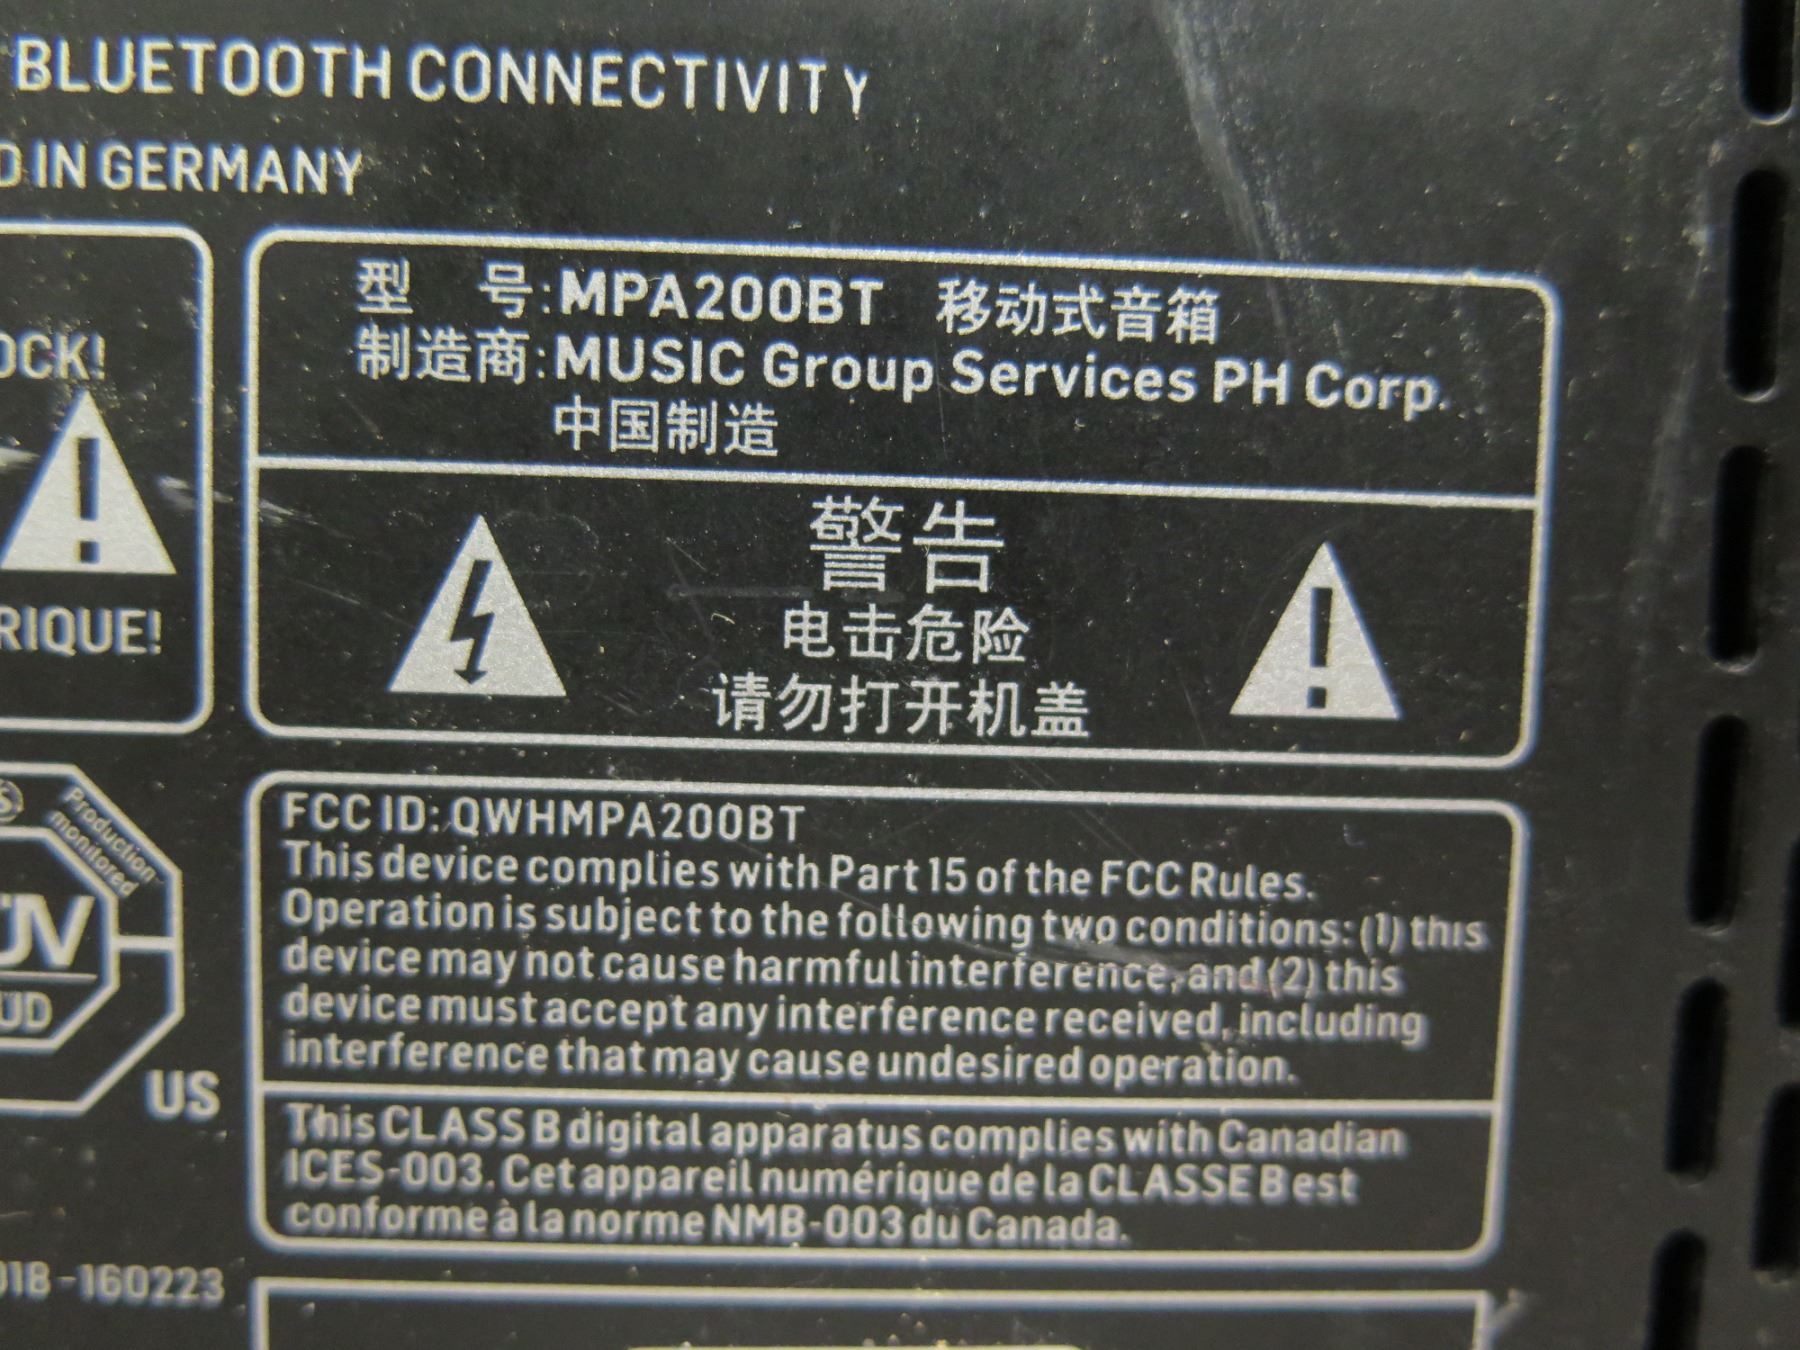 BLUETOOTH CONNECTIVITY
IN GERMANY
型 号:MPA200BT 移动式音箱
制造商:MUSIC Group Services PH Corp.
中国制造
警告
电击危险
请勿打开机盖
Production
monitored
US
FCC ID: QWHMPA200BT
This device complies with Part 15 of the FCC Rules.
Operation is subject to the following two conditions: (1) this
device may not cause harmful interference, and (2) this
device must accept any interference received, including
interference that may cause undesired operation.
This CLASS B digital apparatus complies with Canadian
ICES-003. Cet appareil numérique de la CLASSE B est
conforme à la norme NMB-003 du Canada.
-160223